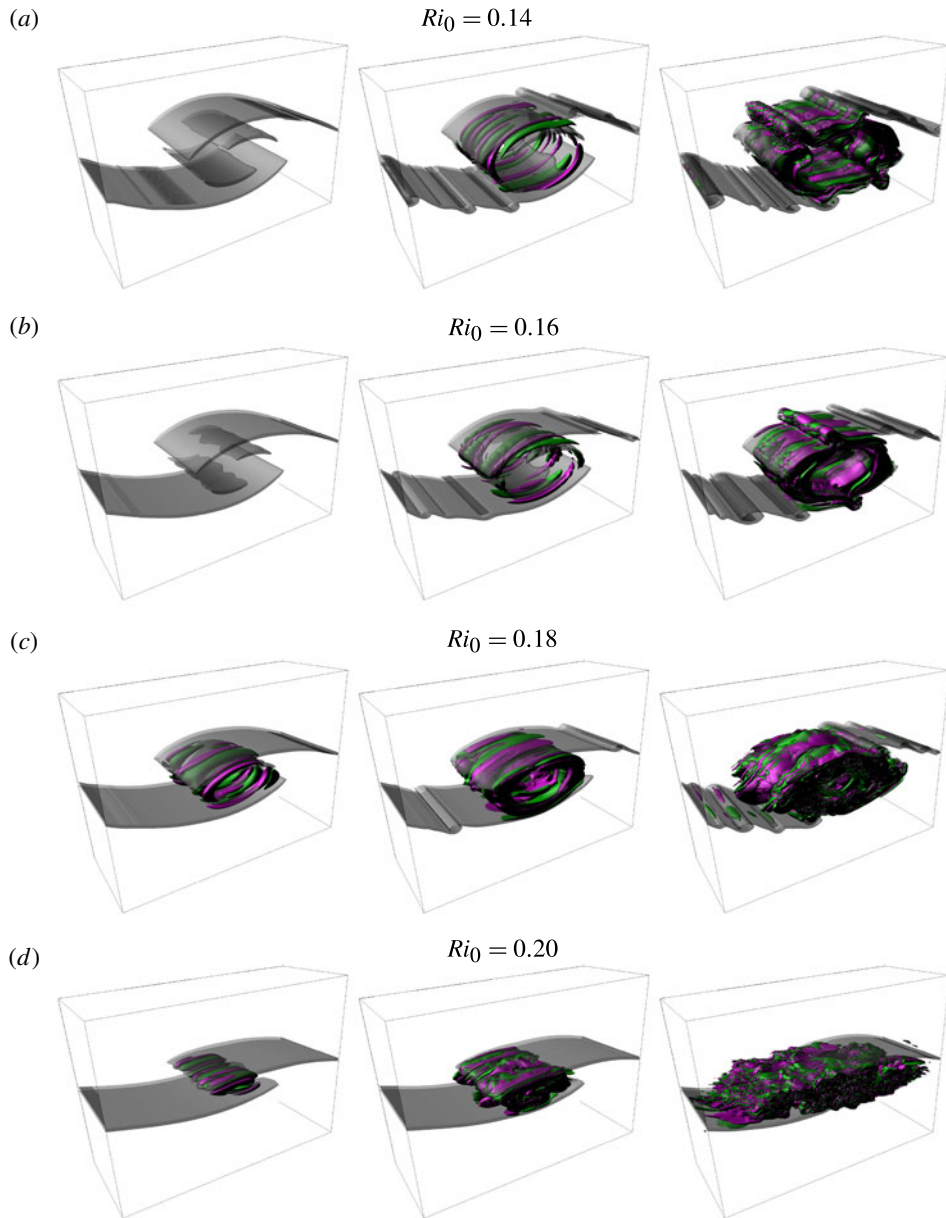 (a)
Ri0 = 0.14
(b)
Ri0 = 0.16
(c)
Ri0 = 0.18
(d)
Ri0 = 0.20